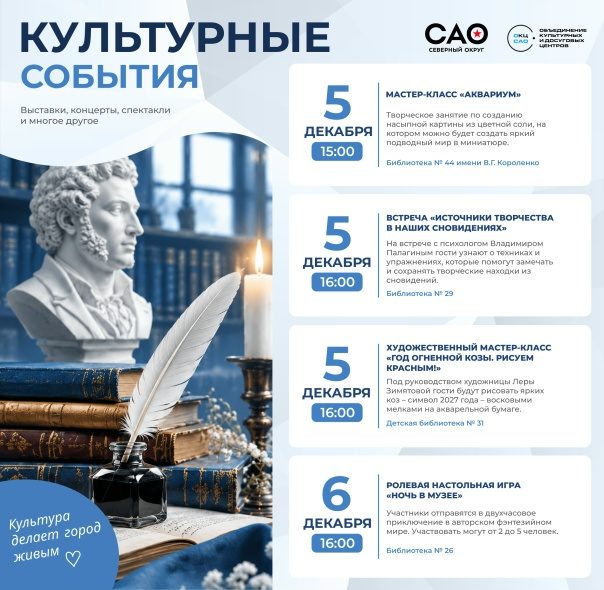 КУЛЬТУРНЫЕ
СОБЫТИЯ
Выставки, концерты, спектакли
и многое другое
САО
СЕВЕРНЫЙ ОКРУГ
ОКЦ
САО
ОБЪЕДИНЕНИЕ
КУЛЬТУРНЫХ
И ДОСУГОВЫХ
ЦЕНТРОВ
5
ДЕКАБРЯ
15:00
МАСТЕР-КЛАСС «АКВАРИУМ»
Творческое занятие по созданию
насыпной картины из цветной соли, на
котором можно будет создать яркий
подводный мир в миниатюре.
Библиотека № 44 имени В.Г. Короленко
5
ДЕКАБРЯ
16:00
ВСТРЕЧА «ИСТОЧНИКИ ТВОРЧЕСТВА
В НАШИХ СНОВИДЕНИЯХ»
На встрече с психологом Владимиром
Палагиным гости узнают о техниках и
упражнениях, которые помогут замечать
и сохранять творческие находки из
сновидений.
Библиотека № 29
5
ДЕКАБРЯ
16:00
ХУДОЖЕСТВЕННЫЙ МАСТЕР-КЛАСС
«ГОД ОГНЕННОЙ КОЗЫ. РИСУЕМ
КРАСНЫМ!»
Под руководством художницы Леры
Зимятовой гости будут рисовать ярких
коз – символ 2027 года – восковыми
мелками на акварельной бумаге.
Детская библиотека № 31
6
ДЕКАБРЯ
16:00
РОЛЕВАЯ НАСТОЛЬНАЯ ИГРА
«НОЧЬ В МУЗЕЕ»
Участники отправятся в двухчасовое
приключение в авторском фэнтезийном
мире. Участвовать могут от 2 до 5 человек.
Библиотека № 26
Культура
делает город
живым